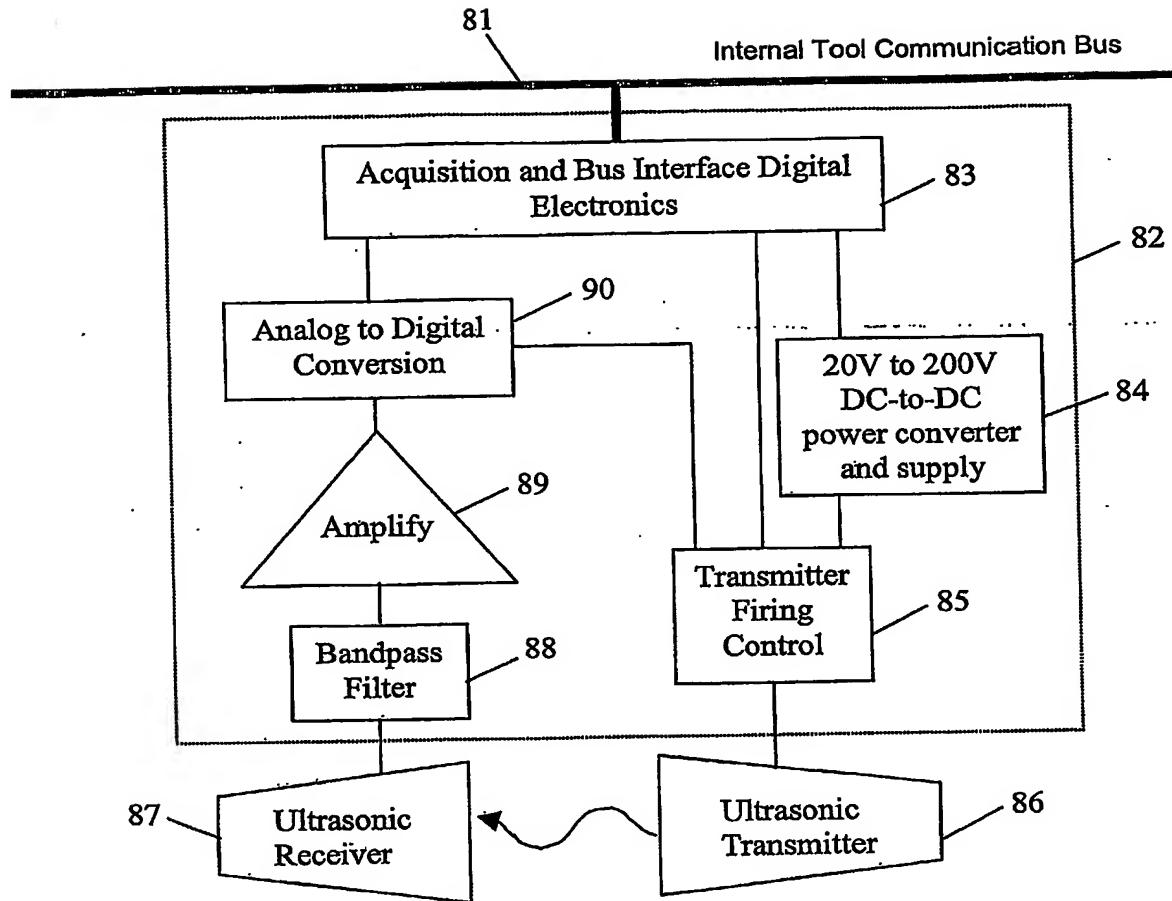 81
Internal Tool Communication Bus
Acquisition and Bus Interface Digital
Electronics
83
82
90
Analog to Digital
Conversion
20V to 200V
DC-to-DC
power converter
and supply
84
89
Amplify
Transmitter
Firing
Control
85
Bandpass
Filter
88
87
Ultrasonic
Receiver
Ultrasonic
Transmitter
86